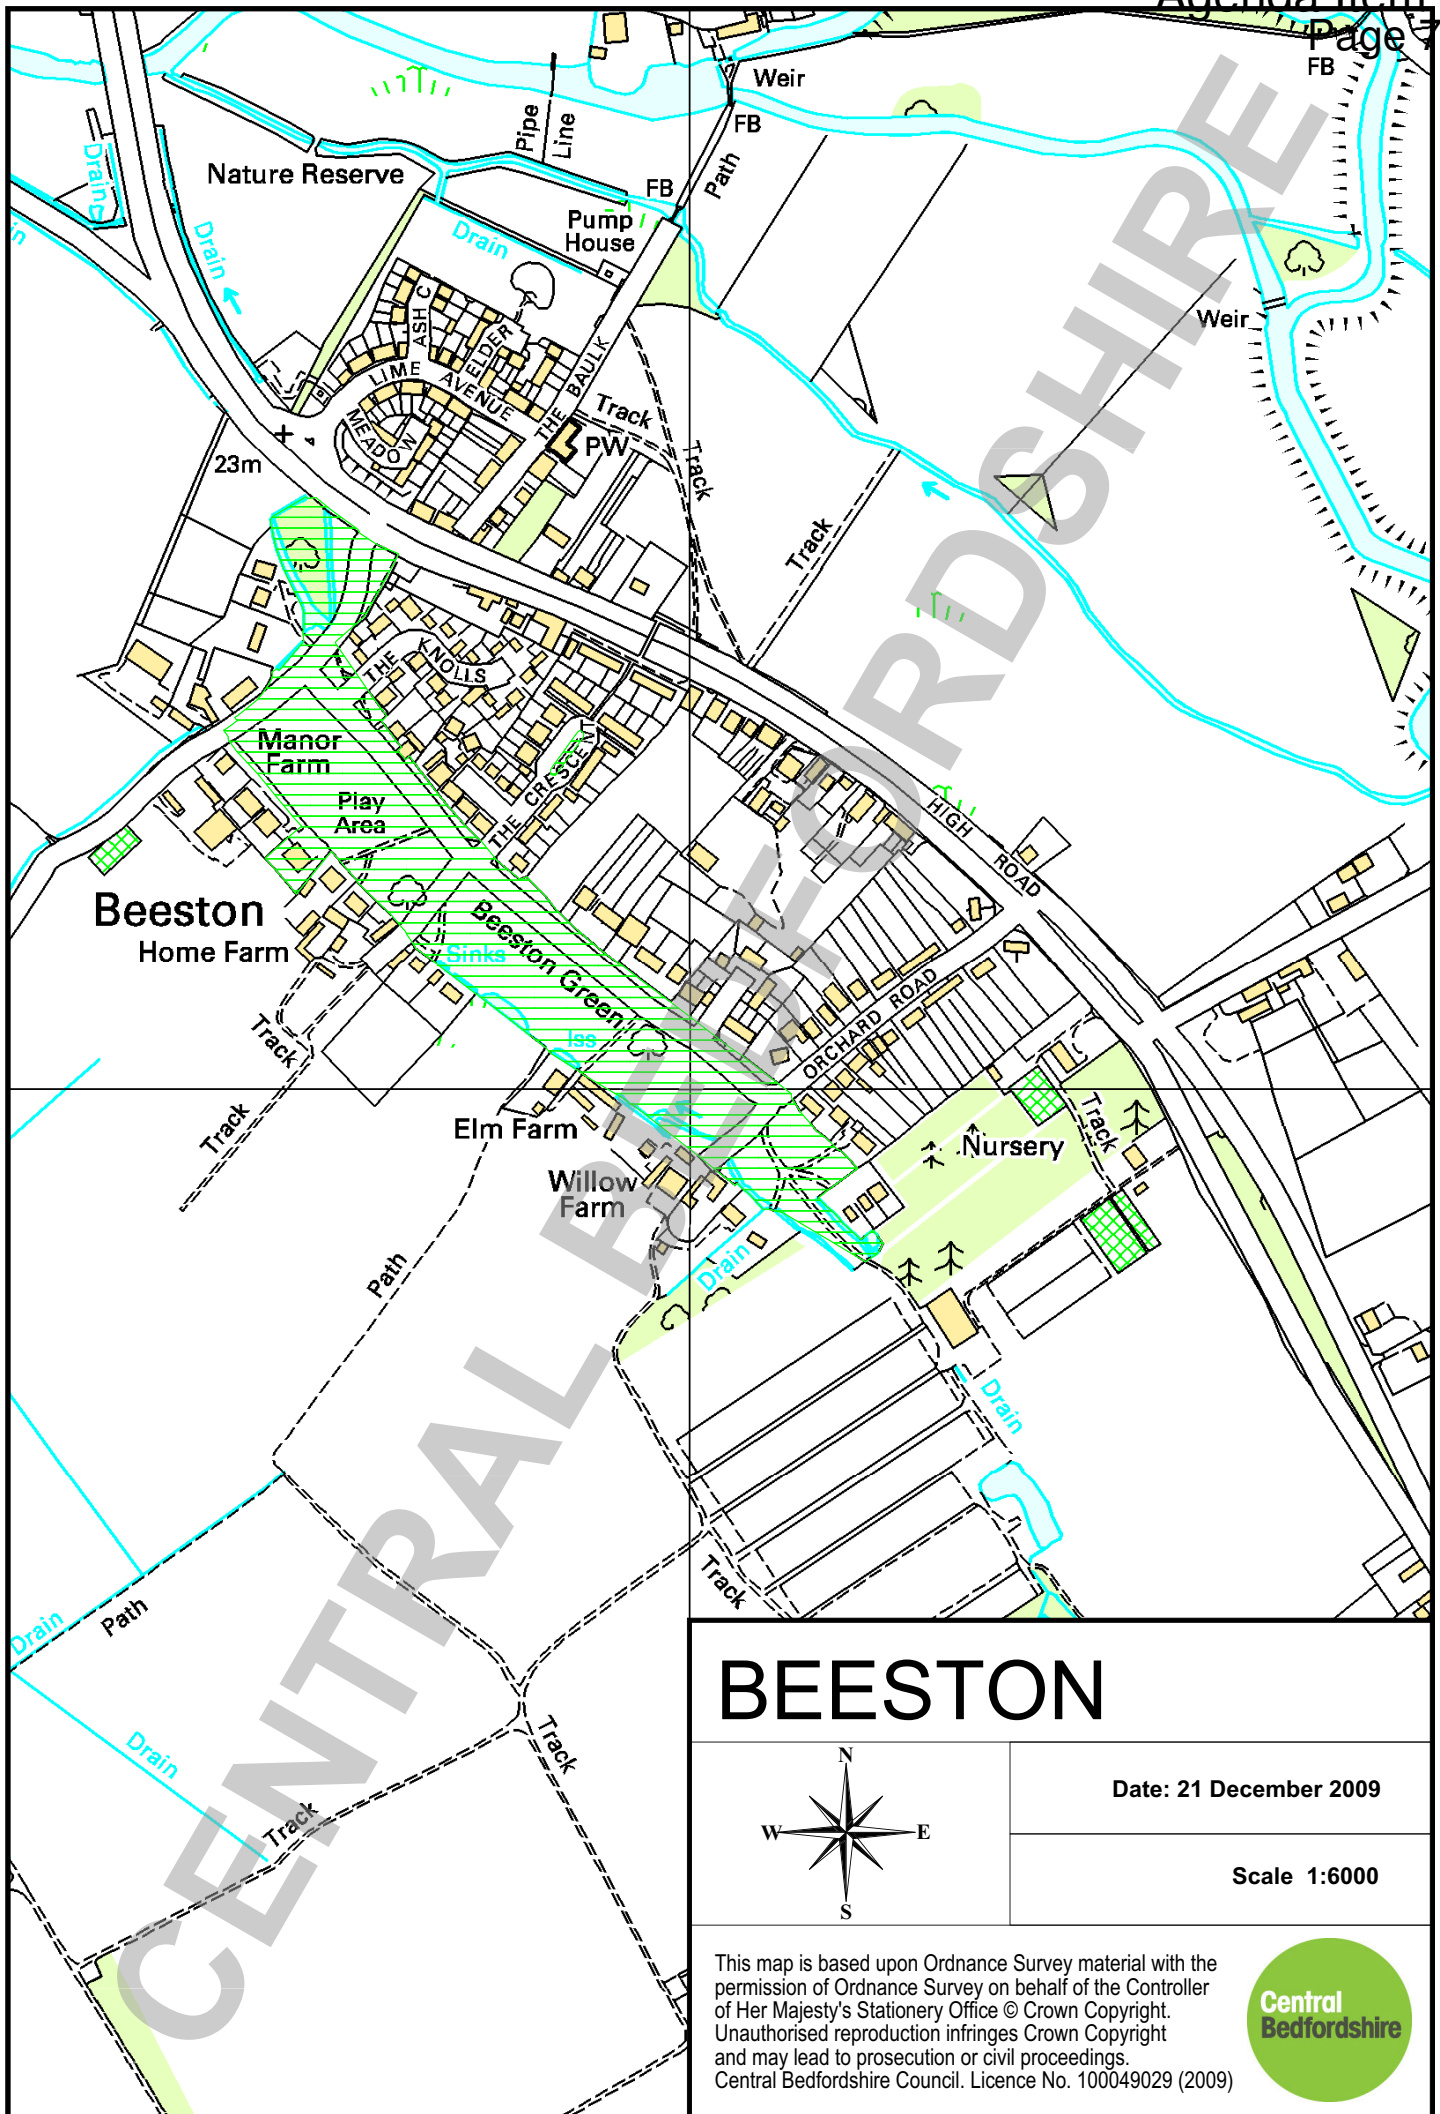 Agenda Item
Page 7
FB
Weir
FB
Pipe
Line
Path
Drain
Nature Reserve
FB
Pump
House
Drain
Drain
in
Weir
ASH C
ELDER
LIME AVENUE
THE BAULK
MEADOW
Track
PW
Track
23m
Track
THE KNOLLS
Manor
Farm
THE CRESCENT
Play
Area
HIGH ROAD
Beeston
Home Farm
Beeston Green
Sinks
Iss
ORCHARD ROAD
Track
Track
Elm Farm
Nursery
Track
Willow
Farm
Path
Drain
Drain
Track
Path
Drain
Drain
Track
Track
CENTRAL BEDFORDSHIRE
BEESTON
N
W E
S
Date: 21 December 2009
Scale 1:6000
This map is based upon Ordnance Survey material with the
permission of Ordnance Survey on behalf of the Controller
of Her Majesty's Stationery Office © Crown Copyright.
Unauthorised reproduction infringes Crown Copyright
and may lead to prosecution or civil proceedings.
Central Bedfordshire Council. Licence No. 100049029 (2009)
Central
Bedfordshire